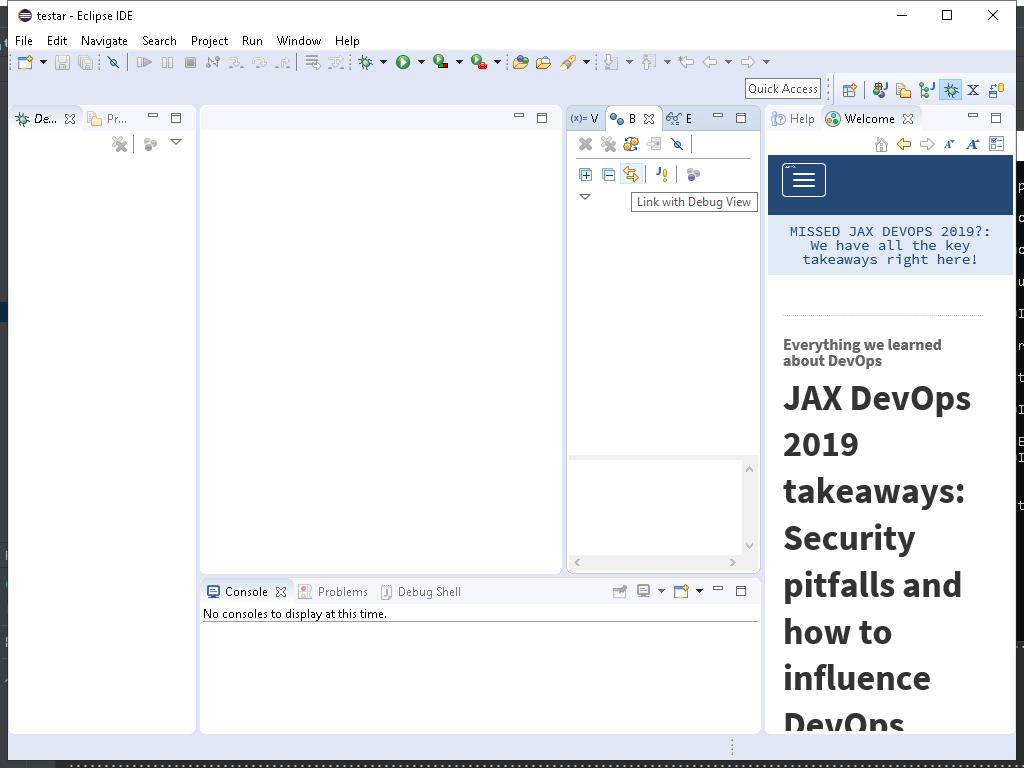 testar - Eclipse IDE
File Edit Navigate Search Project Run Window Help
Quick Access
De... Pr...
(x)= V B E
Help Welcome
Link with Debug View
MISSED JAX DEVOPS 2019?:
We have all the key
takeaways right here!
Everything we learned
about DevOps
JAX DevOps
2019
takeaways:
Security
pitfalls and
how to
influence
DevOps
Console Problems Debug Shell
No consoles to display at this time.